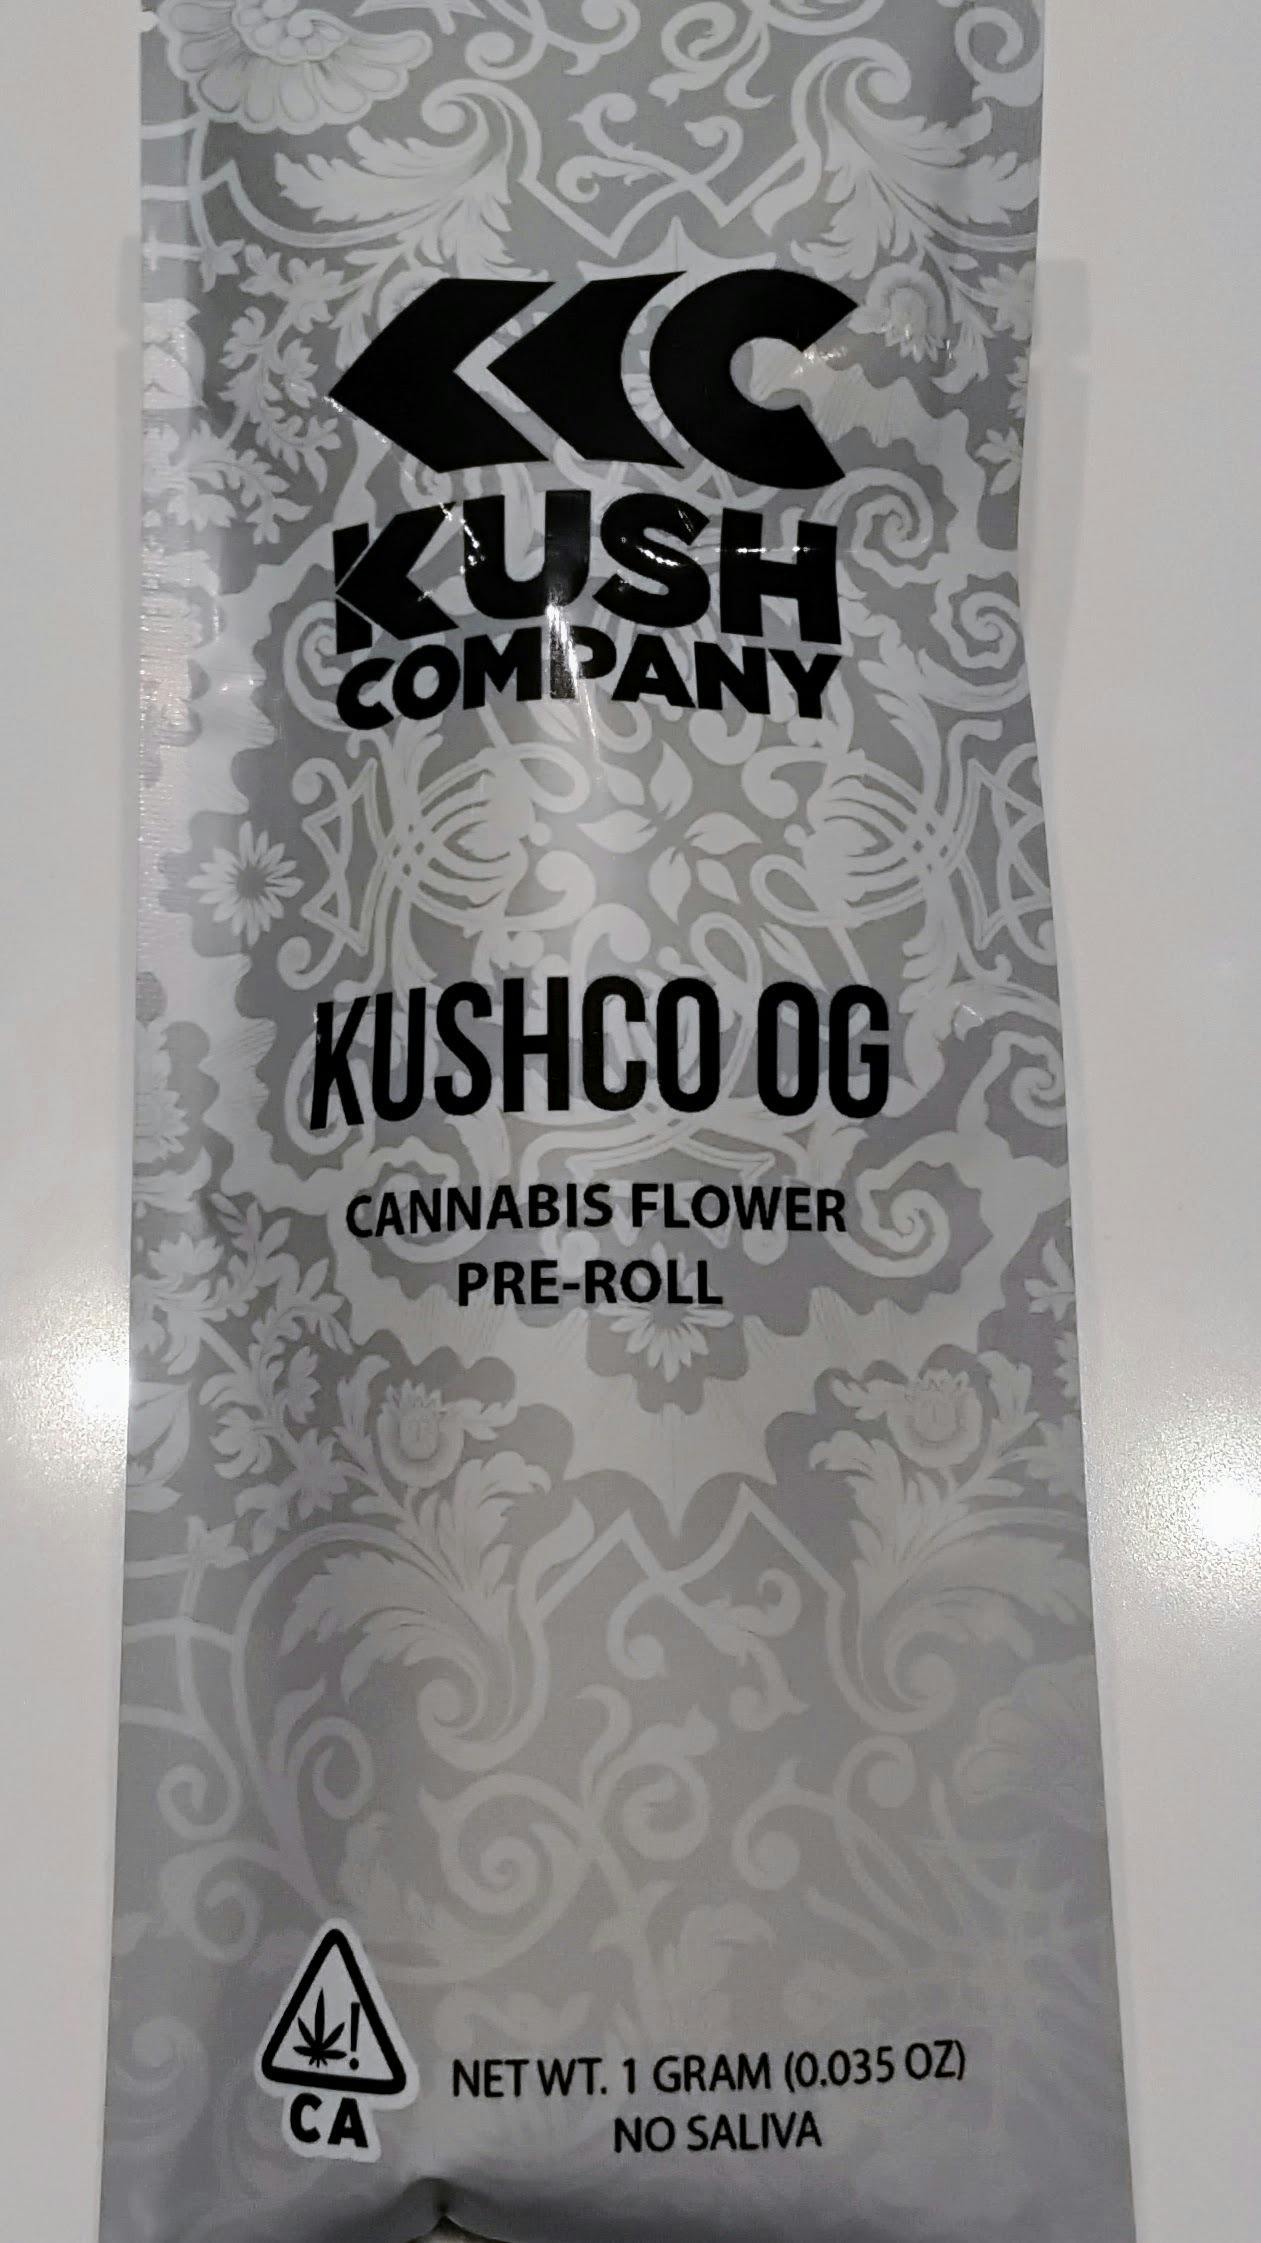 KC
KUSH
COMPANY
KUSHCO OG
CANNABIS FLOWER
PRE-ROLL
!
CA
NET WT. 1 GRAM (0.035 OZ)
NO SALIVA